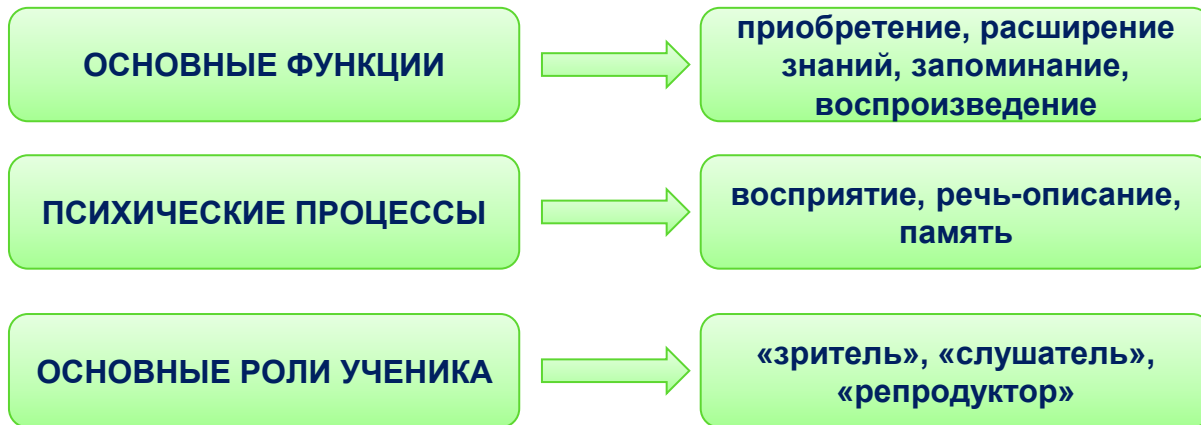 ОСНОВНЫЕ ФУНКЦИИ
приобретение, расширение
знаний, запоминание,
воспроизведение
ПСИХИЧЕСКИЕ ПРОЦЕССЫ
восприятие, речь-описание,
память
ОСНОВНЫЕ РОЛИ УЧЕНИКА
«зритель», «слушатель»,
«репродуктор»